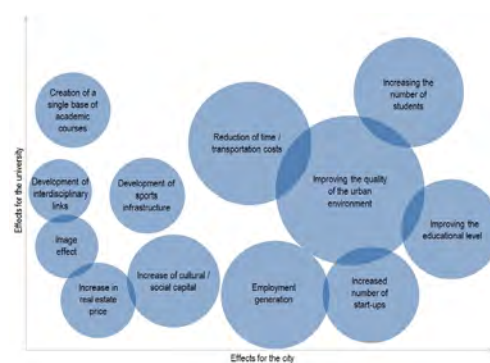 Effects for the university
Creation of a
single base of
academic
courses
Increasing the
number of
students
Reduction of time /
transportation costs
Development of
interdisciplinary
links
Development of
sports
infrastructure
Improving the quality
of the urban
environment
Improving the
educational level
Image
effect
Increase in
real estate
price
Increase of cultural /
social capital
Employment
generation
Increased
number of
start-ups
Effects for the city